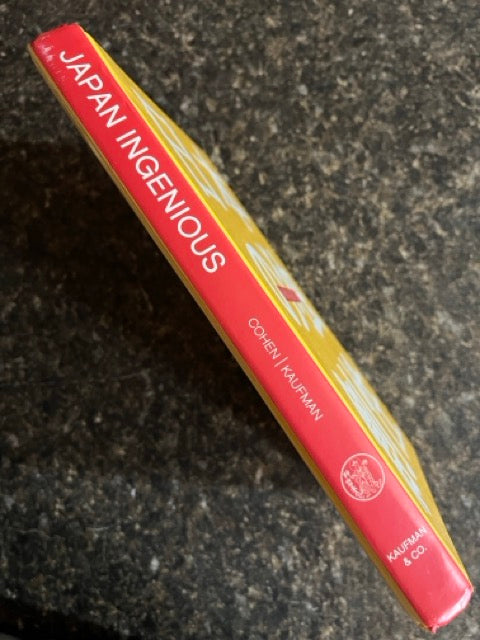 JAPAN INGENIOUS
COHEN | KAUFMAN
KAUFMAN
& CO.